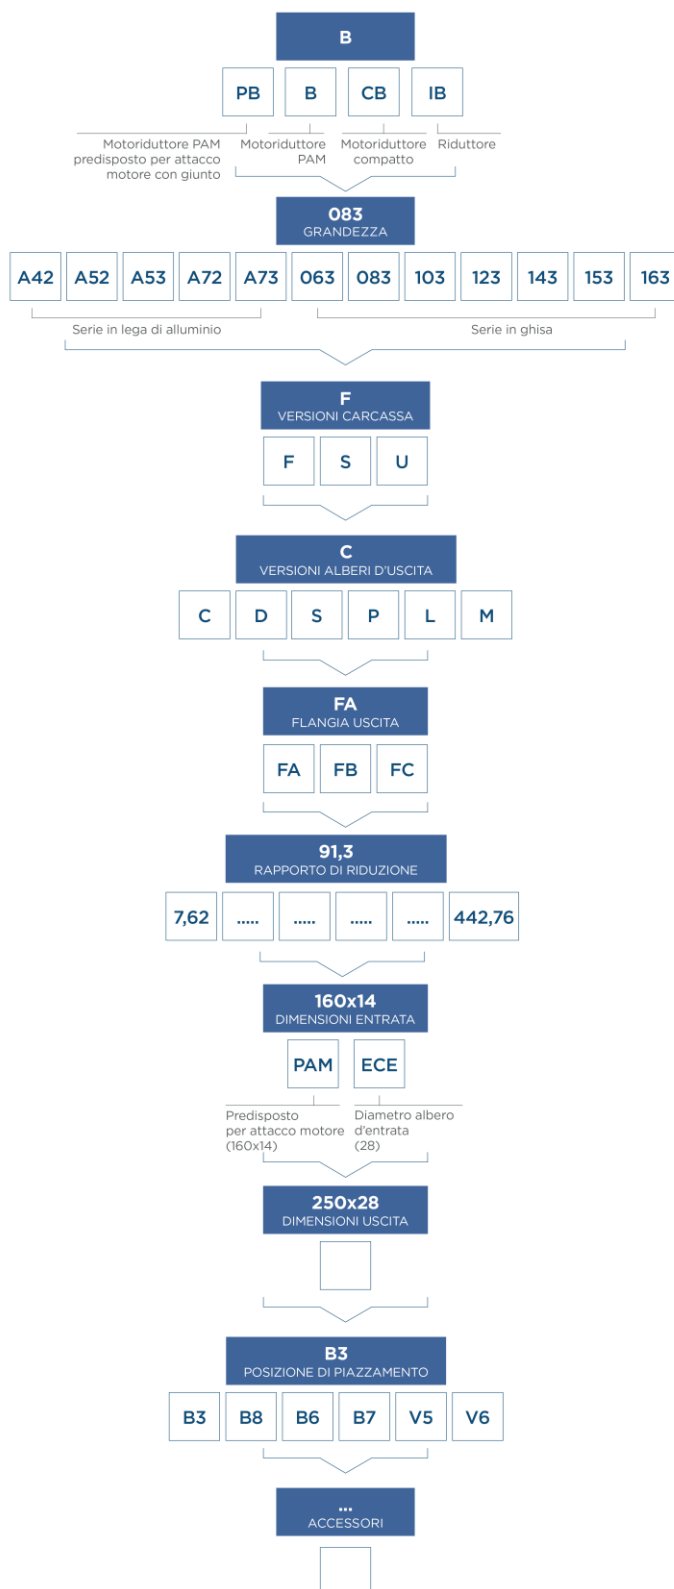 B
PB B CB IB
Motoriduttore PAM
predisposto per attacco
motore con giunto
Motoriduttore
PAM
Motoriduttore
compatto
Riduttore
083
GRANDEZZA
A42 A52 A53 A72 A73 063 083 103 123 143 153 163
Serie in lega di alluminio
Serie in ghisa
F
VERSIONI CARCASSA
F S U
C
VERSIONI ALBERI D'USCITA
C D S P L M
FA
FLANGIA USCITA
FA FB FC
91,3
RAPPORTO DI RIDUZIONE
7,62 ..... ..... ..... ..... 442,76
160x14
DIMENSIONI ENTRATA
PAM ECE
Predisposto
per attacco motore
(160x14)
Diametro albero
d'entrata
(28)
250x28
DIMENSIONI USCITA
B3
POSIZIONE DI PIAZZAMENTO
B3 B8 B6 B7 V5 V6
...
ACCESSORI